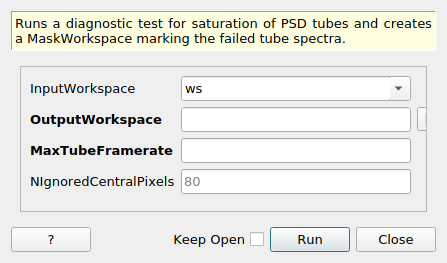 Runs a diagnostic test for saturation of PSD tubes and creates
a MaskWorkspace marking the failed tube spectra.
InputWorkspace ws
OutputWorkspace
MaxTubeFramerate
NIgnoredCentralPixels 80
? Keep Open Run Close